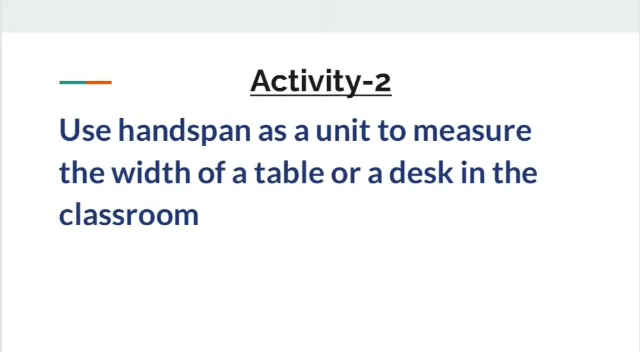 Activity-2
Use handspan as a unit to measure
the width of a table or a desk in the
classroom